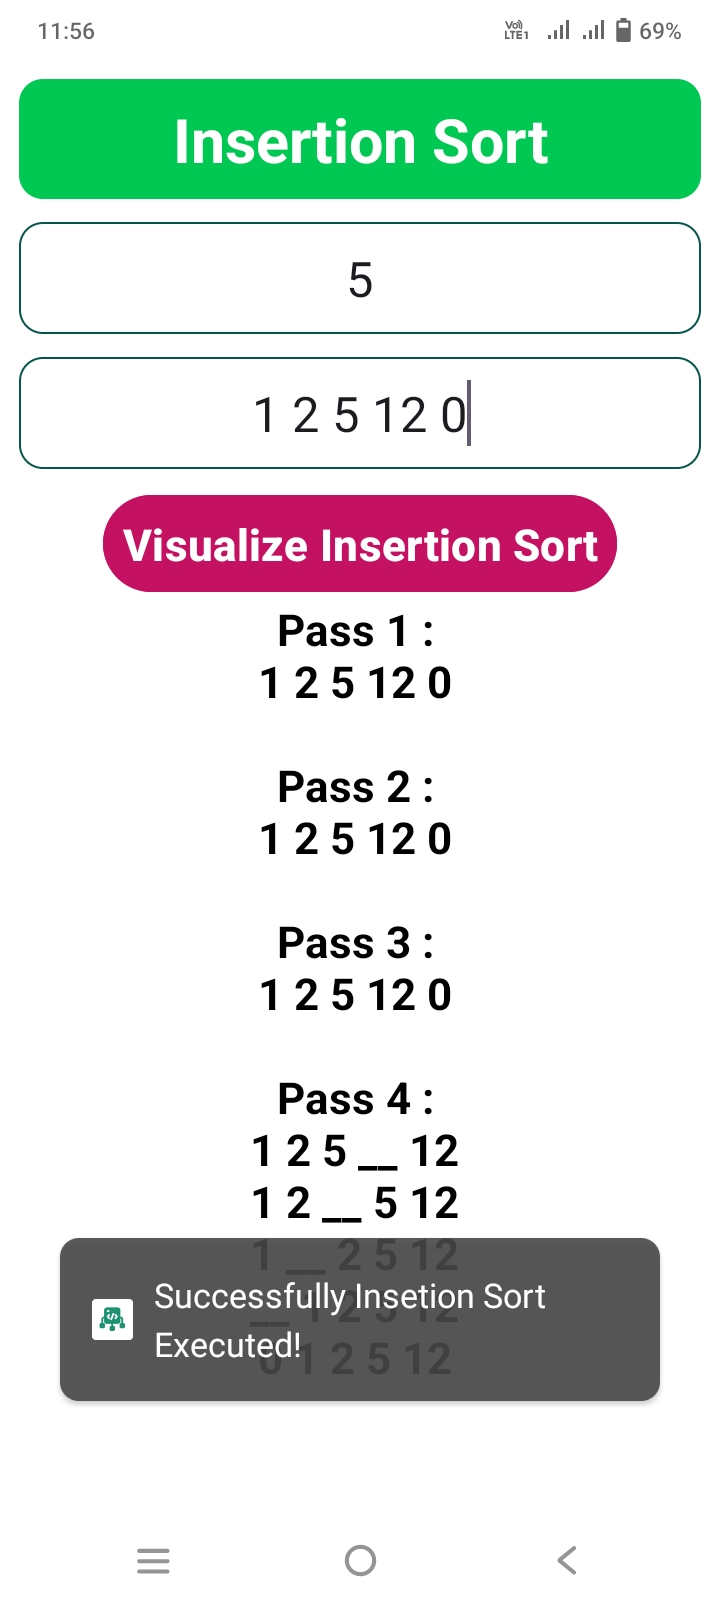 11:56 Vo) LTE1 69%
Insertion Sort
5
1 2 5 12 0
Visualize Insertion Sort
Pass 1 :
1 2 5 12 0
Pass 2 :
1 2 5 12 0
Pass 3 :
1 2 5 12 0
Pass 4 :
1 2 5 __ 12
1 2 __ 5 12
1 __ 2 5 12
__ 1 2 5 12
0 1 2 5 12
Successfully Insetion Sort
Executed!